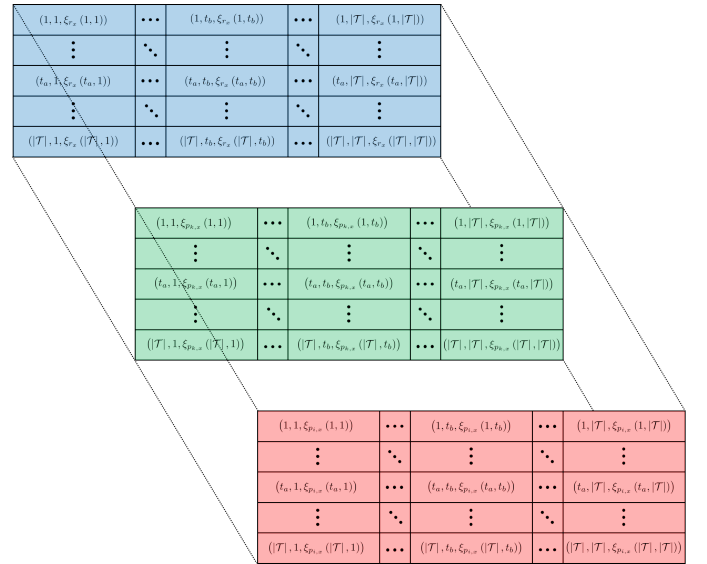 (1, 1, ξ_{r_x} (1, 1)) ⋯ (1, t_b, ξ_{r_x} (1, t_b)) ⋯ (1, |𝒯|, ξ_{r_x} (1, |𝒯|))
⋮ ⋱ ⋮ ⋱ ⋮
(t_a, 1, ξ_{r_x} (t_a, 1)) ⋯ (t_a, t_b, ξ_{r_x} (t_a, t_b)) ⋯ (t_a, |𝒯|, ξ_{r_x} (t_a, |𝒯|))
⋮ ⋱ ⋮ ⋱ ⋮
(|𝒯|, 1, ξ_{r_x} (|𝒯|, 1)) ⋯ (|𝒯|, t_b, ξ_{r_x} (|𝒯|, t_b)) ⋯ (|𝒯|, |𝒯|, ξ_{r_x} (|𝒯|, |𝒯|))
(1, 1, ξ_{p_{k,x}} (1, 1)) ⋯ (1, t_b, ξ_{p_{k,x}} (1, t_b)) ⋯ (1, |𝒯|, ξ_{p_{k,x}} (1, |𝒯|))
⋮ ⋱ ⋮ ⋱ ⋮
(t_a, 1, ξ_{p_{k,x}} (t_a, 1)) ⋯ (t_a, t_b, ξ_{p_{k,x}} (t_a, t_b)) ⋯ (t_a, |𝒯|, ξ_{p_{k,x}} (t_a, |𝒯|))
⋮ ⋱ ⋮ ⋱ ⋮
(|𝒯|, 1, ξ_{p_{k,x}} (|𝒯|, 1)) ⋯ (|𝒯|, t_b, ξ_{p_{k,x}} (|𝒯|, t_b)) ⋯ (|𝒯|, |𝒯|, ξ_{p_{k,x}} (|𝒯|, |𝒯|))
(1, 1, ξ_{p_{i,x}} (1, 1)) ⋯ (1, t_b, ξ_{p_{i,x}} (1, t_b)) ⋯ (1, |𝒯|, ξ_{p_{i,x}} (1, |𝒯|))
⋮ ⋱ ⋮ ⋱ ⋮
(t_a, 1, ξ_{p_{i,x}} (t_a, 1)) ⋯ (t_a, t_b, ξ_{p_{i,x}} (t_a, t_b)) ⋯ (t_a, |𝒯|, ξ_{p_{i,x}} (t_a, |𝒯|))
⋮ ⋱ ⋮ ⋱ ⋮
(|𝒯|, 1, ξ_{p_{i,x}} (|𝒯|, 1)) ⋯ (|𝒯|, t_b, ξ_{p_{i,x}} (|𝒯|, t_b)) ⋯ (|𝒯|, |𝒯|, ξ_{p_{i,x}} (|𝒯|, |𝒯|))